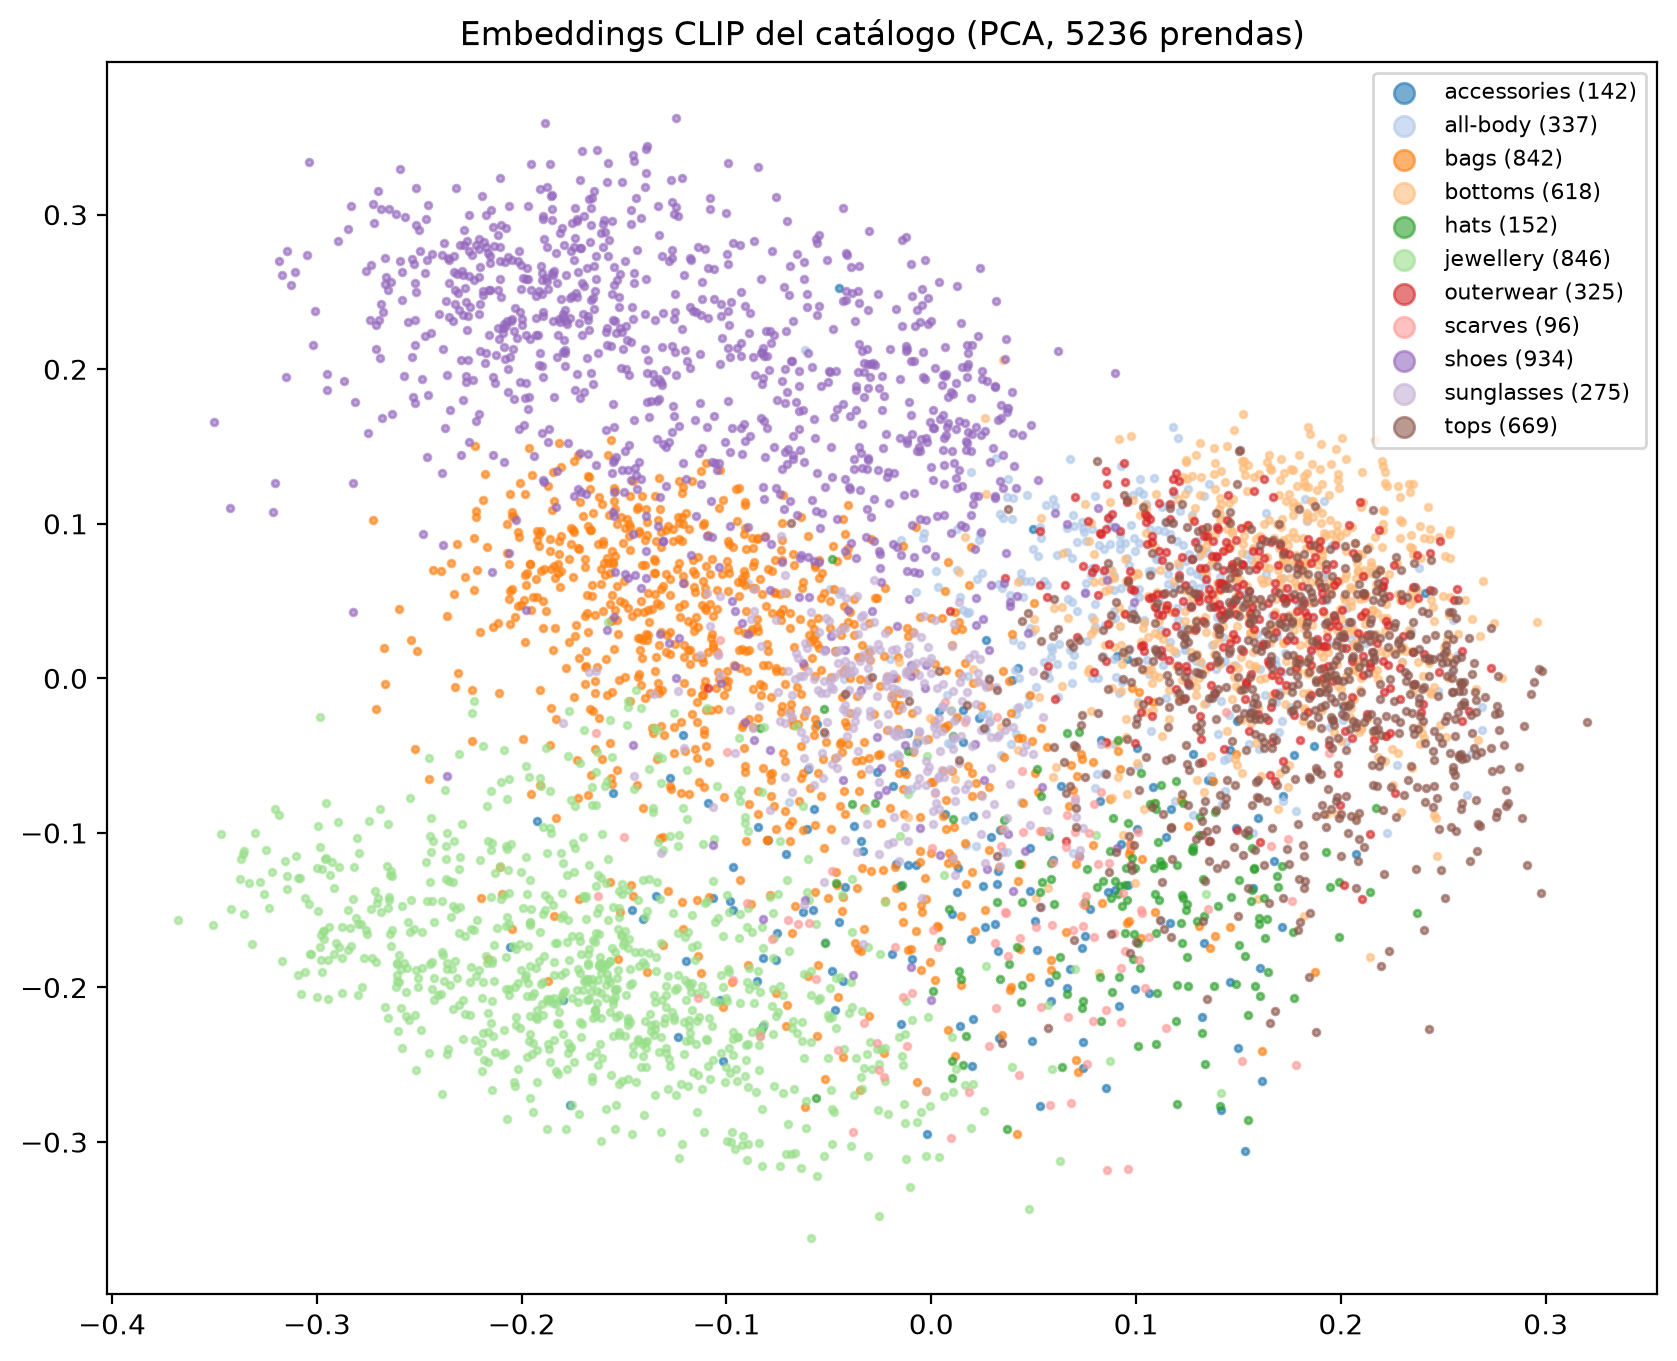 Embeddings CLIP del catálogo (PCA, 5236 prendas)
accessories (142)
all-body (337)
bags (842)
bottoms (618)
hats (152)
jewellery (846)
outerwear (325)
scarves (96)
shoes (934)
sunglasses (275)
tops (669)
0.3
0.2
0.1
0.0
−0.1
−0.2
−0.3
−0.4 −0.3 −0.2 −0.1 0.0 0.1 0.2 0.3